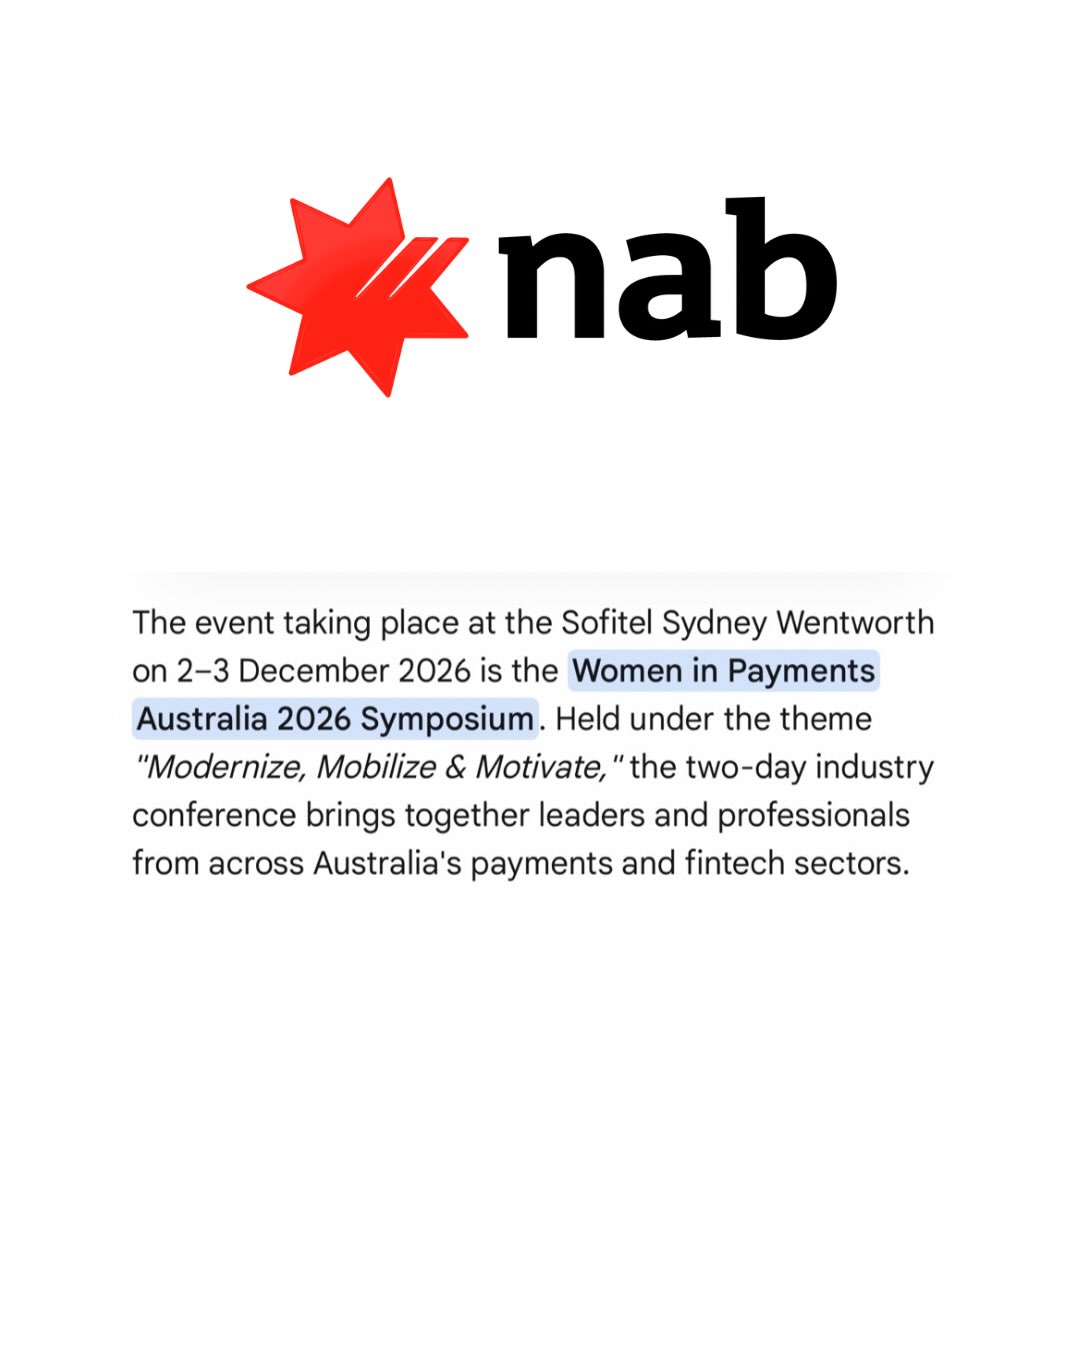 nab
The event taking place at the Sofitel Sydney Wentworth
on 2–3 December 2026 is the Women in Payments
Australia 2026 Symposium. Held under the theme
"Modernize, Mobilize & Motivate," the two-day industry
conference brings together leaders and professionals
from across Australia's payments and fintech sectors.